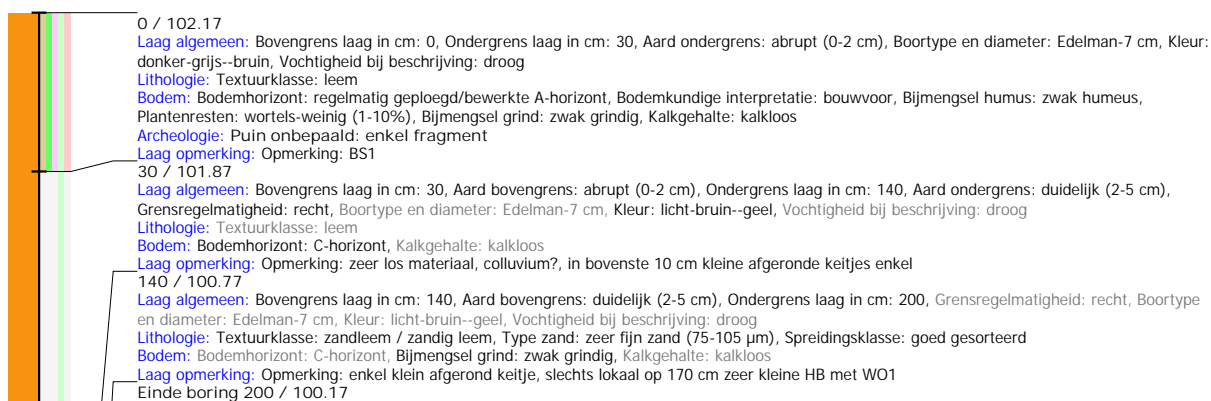 0 / 102.17
Laag algemeen: Bovengrens laag in cm: 0, Ondergrens laag in cm: 30, Aard ondergrens: abrupt (0-2 cm), Boortype en diameter: Edelman-7 cm, Kleur:
donker-grijs--bruin, Vochtigheid bij beschrijving: droog
Lithologie: Textuurklasse: leem
Bodem: Bodemhorizont: regelmatig geploegd/bewerkte A-horizont, Bodemkundige interpretatie: bouwvoor, Bijmengsel humus: zwak humeus,
Plantenresten: wortels-weinig (1-10%), Bijmengsel grind: zwak grindig, Kalkgehalte: kalkloos
Archeologie: Puin onbepaald: enkel fragment
Laag opmerking: Opmerking: BS1
30 / 101.87
Laag algemeen: Bovengrens laag in cm: 30, Aard bovengrens: abrupt (0-2 cm), Ondergrens laag in cm: 140, Aard ondergrens: duidelijk (2-5 cm),
Grensregelmatigheid: recht, Boortype en diameter: Edelman-7 cm, Kleur: licht-bruin--geel, Vochtigheid bij beschrijving: droog
Lithologie: Textuurklasse: leem
Bodem: Bodemhorizont: C-horizont, Kalkgehalte: kalkloos
Laag opmerking: Opmerking: zeer los materiaal, colluvium?, in bovenste 10 cm kleine afgeronde keitjes enkel
140 / 100.77
Laag algemeen: Bovengrens laag in cm: 140, Aard bovengrens: duidelijk (2-5 cm), Ondergrens laag in cm: 200, Grensregelmatigheid: recht, Boortype
en diameter: Edelman-7 cm, Kleur: licht-bruin--geel, Vochtigheid bij beschrijving: droog
Lithologie: Textuurklasse: zandleem / zandig leem, Type zand: zeer fijn zand (75-105 µm), Spreidingsklasse: goed gesorteerd
Bodem: Bodemhorizont: C-horizont, Bijmengsel grind: zwak grindig, Kalkgehalte: kalkloos
Laag opmerking: Opmerking: enkel klein afgerond keitje, slechts lokaal op 170 cm zeer kleine HB met WO1
Einde boring 200 / 100.17